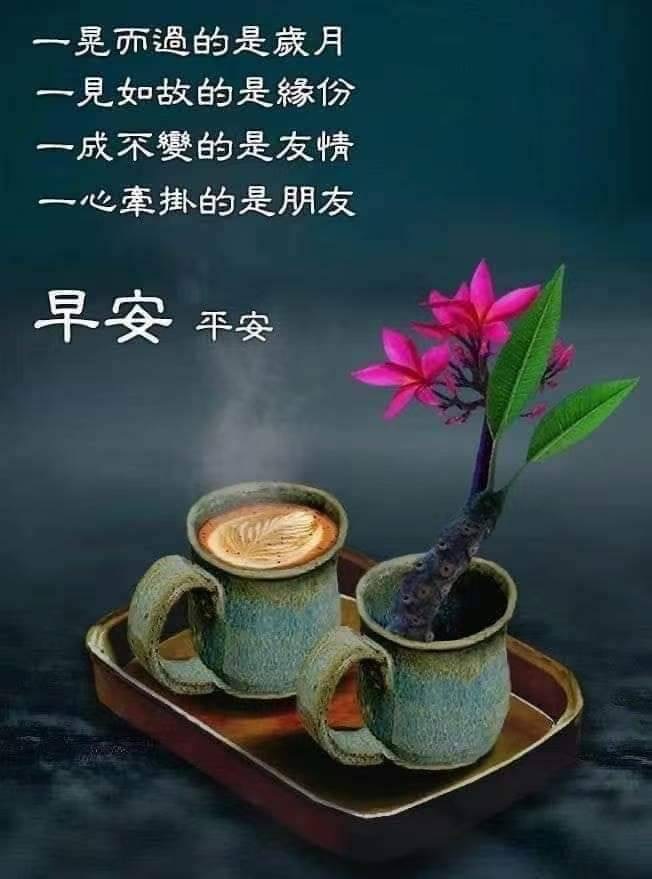 一晃而過的是歲月
一見如故的是緣份
一成不變的是友情
一心牽掛的是朋友
早安 平安